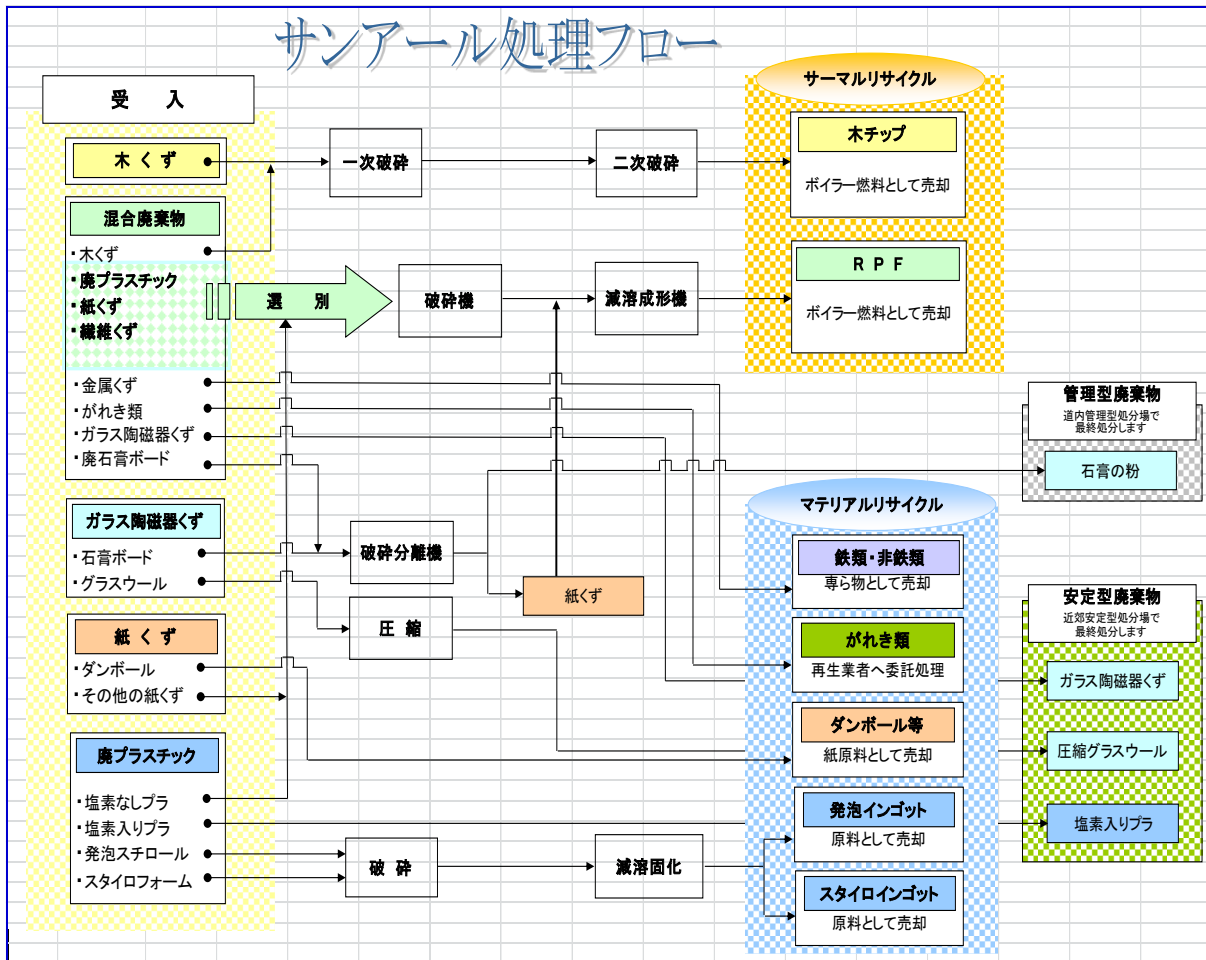 サンアール処理フロー
受 入
木 く ず
混合廃棄物
・木くず
・廃プラスチック
・紙くず
・繊維くず
・金属くず
・がれき類
・ガラス陶磁器くず
・廃石膏ボード
ガラス陶磁器くず
・石膏ボード
・グラスウール
紙 く ず
・ダンボール
・その他の紙くず
廃プラスチック
・塩素なしプラ
・塩素入りプラ
・発泡スチロール
・スタイロフォーム
一次破砕
二次破砕
選 別
破砕機
減溶成形機
破砕分離機
紙くず
圧 縮
破 砕
減溶固化
サーマルリサイクル
木チップ
ボイラー燃料として売却
R P F
ボイラー燃料として売却
マテリアルリサイクル
鉄類・非鉄類
専ら物として売却
がれき類
再生業者へ委託処理
ダンボール等
紙原料として売却
発泡インゴット
原料として売却
スタイロインゴット
原料として売却
管理型廃棄物
道内管理型処分場で
最終処分します
石膏の粉
安定型廃棄物
近郊安定型処分場で
最終処分します
ガラス陶磁器くず
圧縮グラスウール
塩素入りプラ